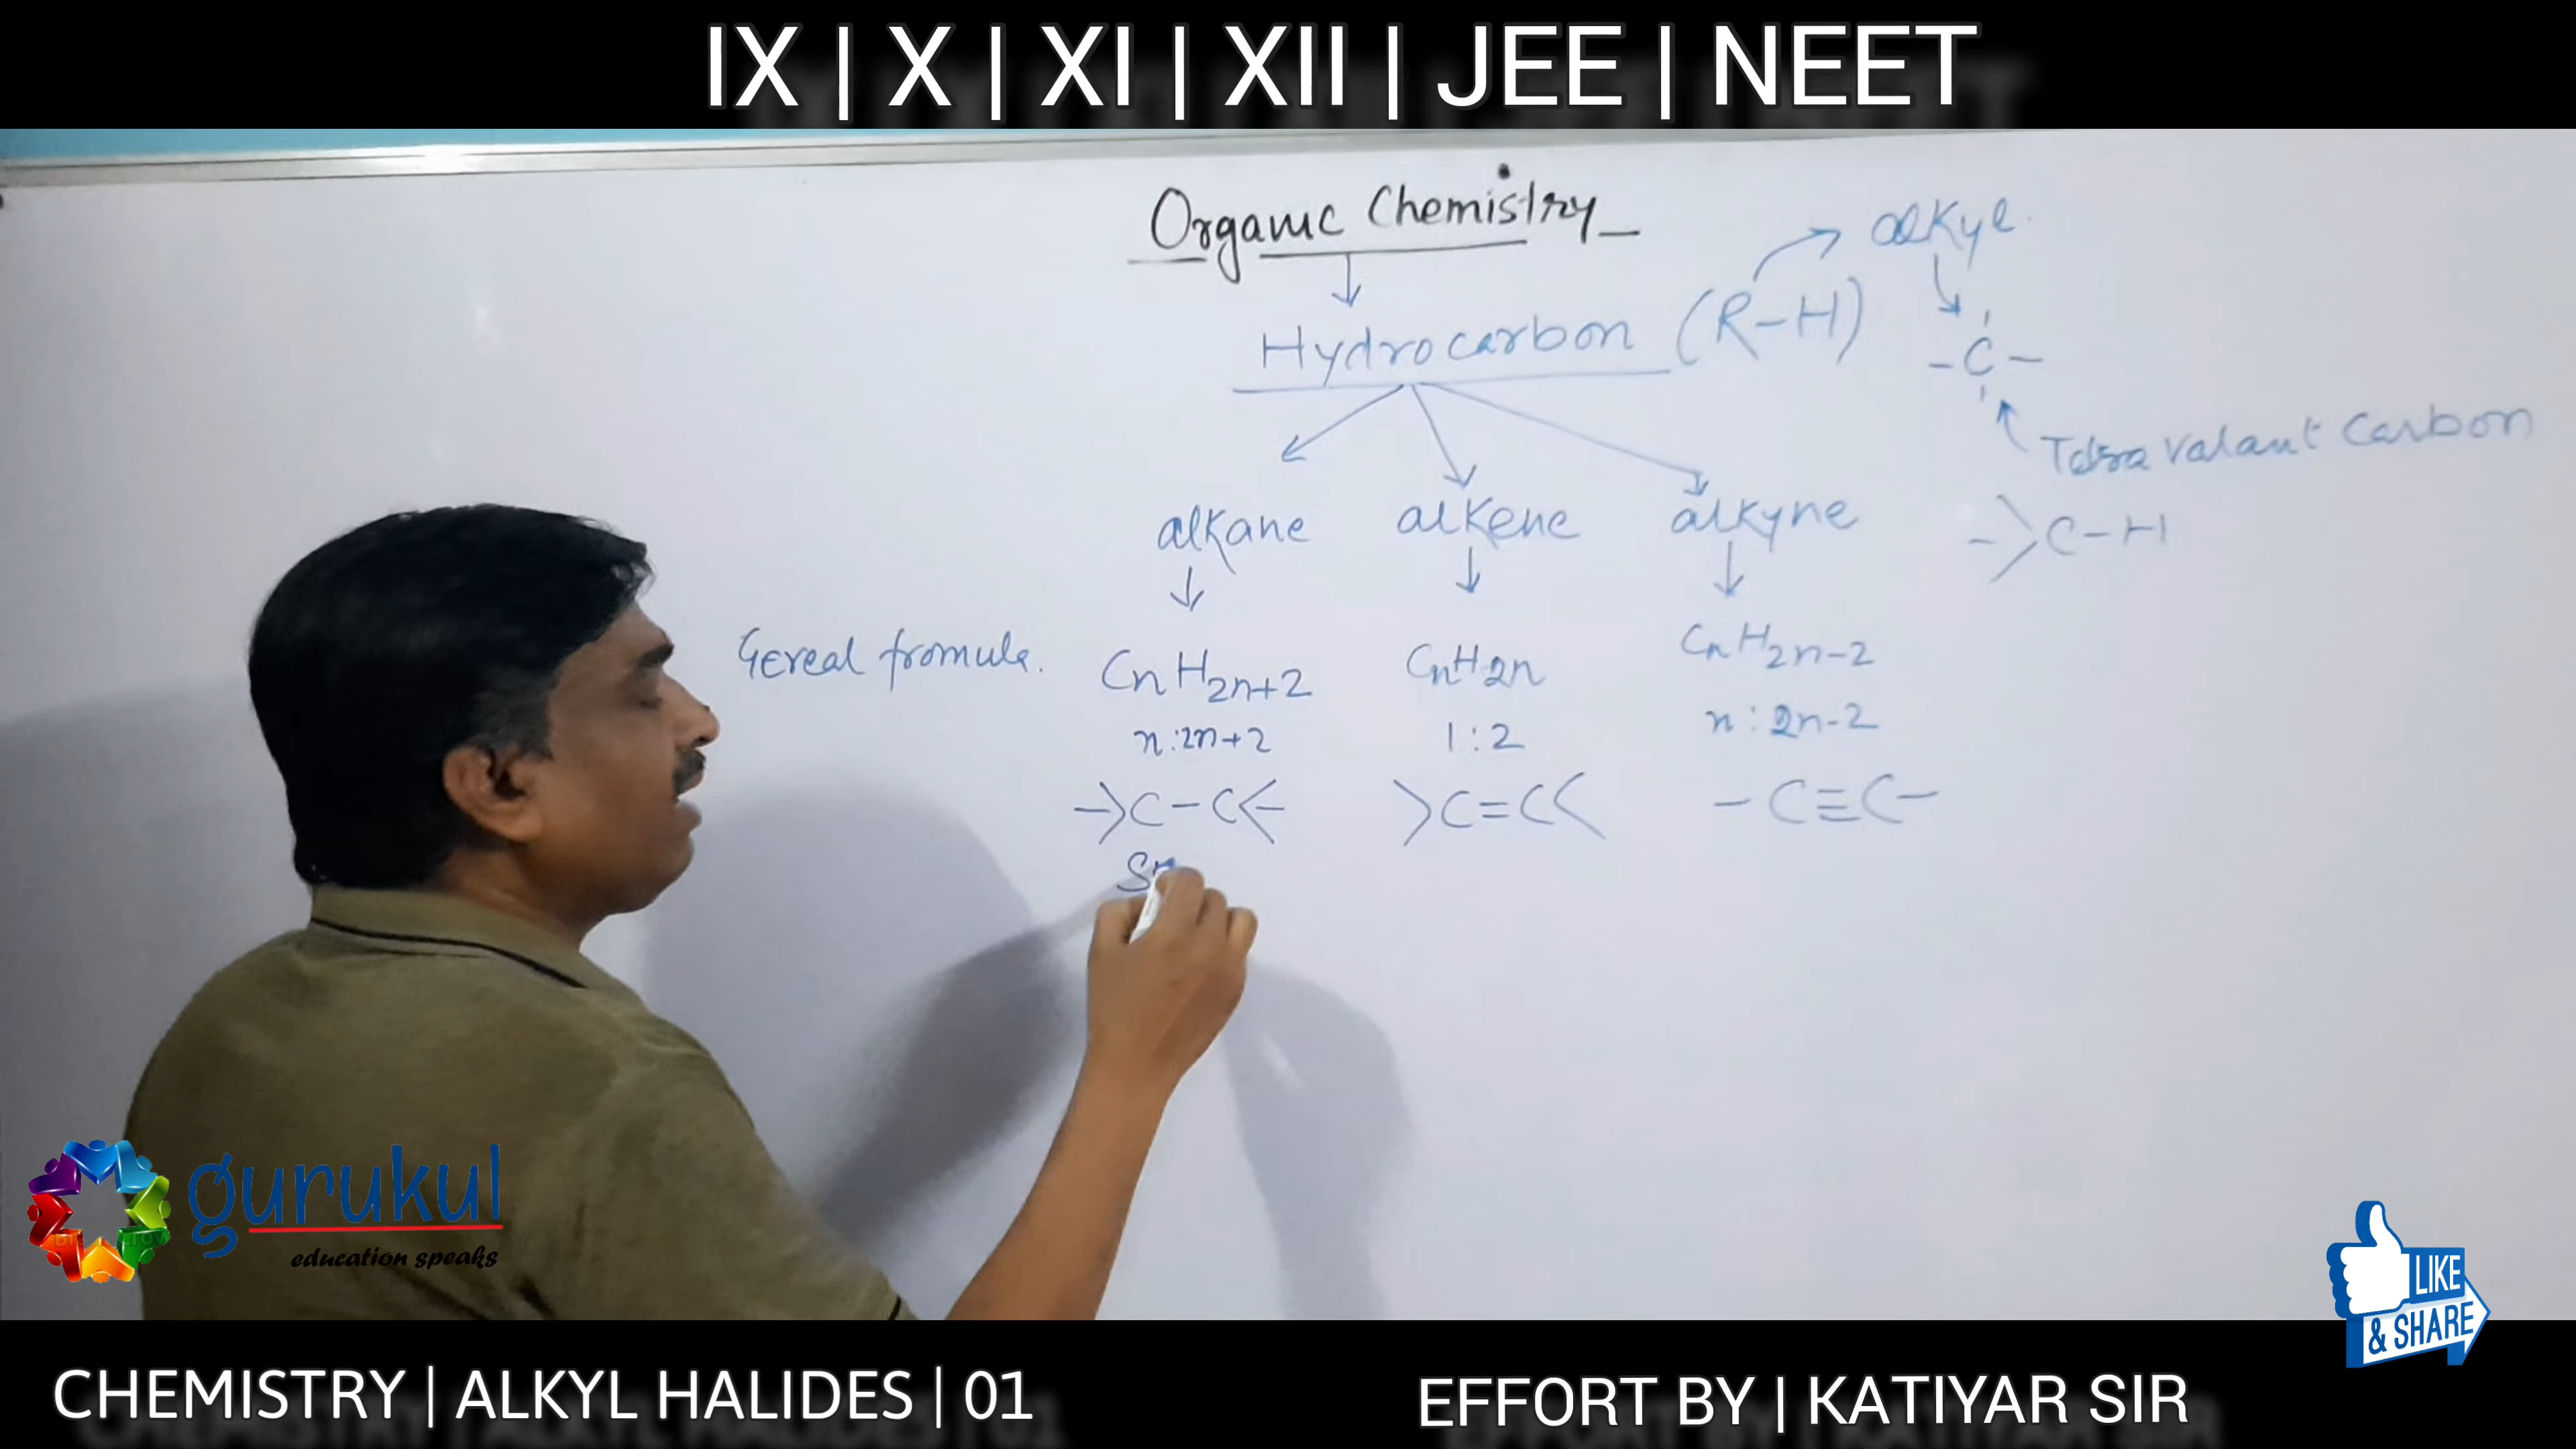 IX | X | XI | XII | JEE | NEET
Organic Chemistry
alkyl
Hydrocarbon (R-H)
-C-
Tetra valant Carbon
alkane alkene alkyne
C-H
Gereal fromula. CnH2n+2 CnH2n CnH2n-2
n:2n+2 1:2 n:2n-2
C-C C=C -C≡C-
gurukul
education speaks
LIKE
& SHARE
CHEMISTRY | ALKYL HALIDES | 01
EFFORT BY | KATIYAR SIR